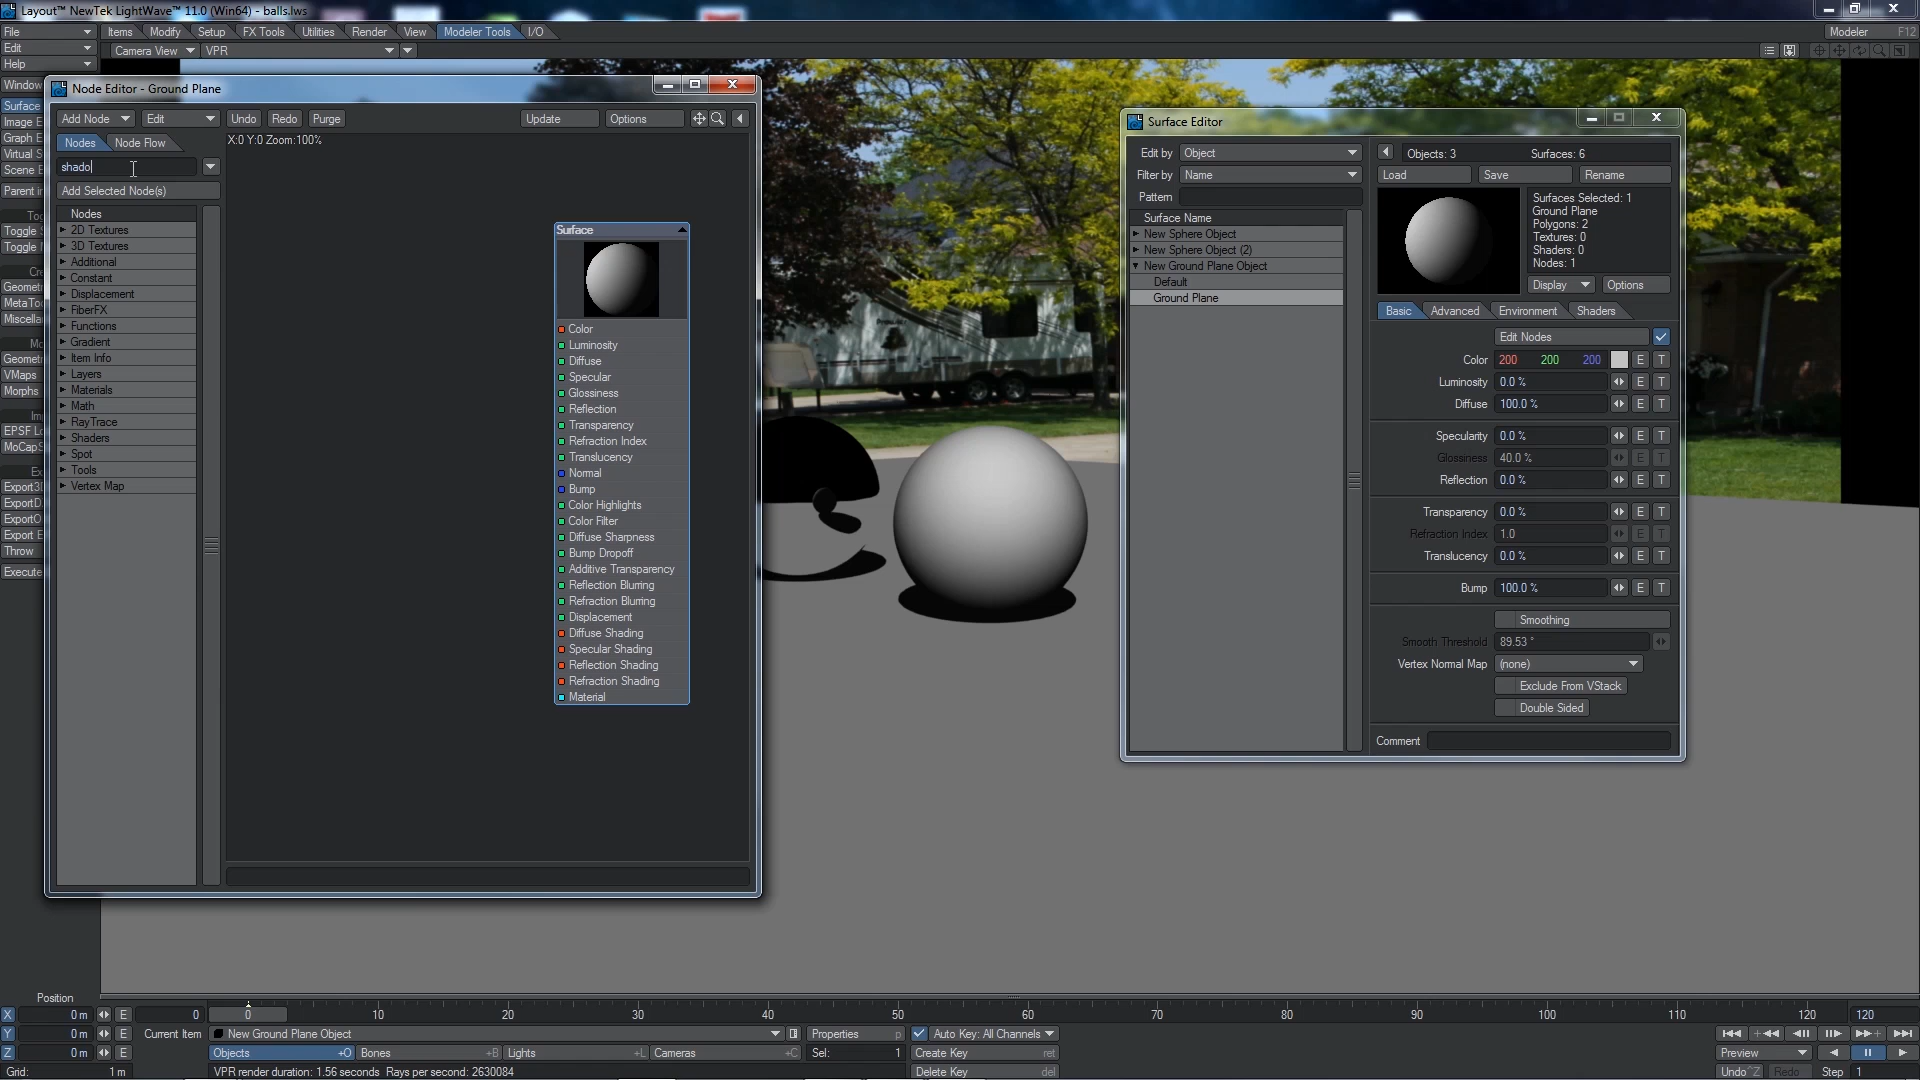 Layout™ NewTek LightWave™ 11.0 (Win64) - balls.lws
File
Items
Modify
Setup
FX Tools
Utilities
Render
View
Modeler Tools
I/O
Modeler F12
Edit
Camera View
VPR
Help
Window
Surface
Image E
Graph E
Virtual S
Scene E
Parent in
Tog
Toggle
Toggle
Cre
Geomet
MetaTo
Miscella
Mo
Geomet
VMaps
Morphs
EPSF Lo
MoCapS
Ex
Export3
ExportD
ExportO
Export E
Throw
Execute
Node Editor - Ground Plane
Add Node
Edit
Undo
Redo
Purge
Update
Options
Nodes
Node Flow
X:0 Y:0 Zoom:100%
shado
Add Selected Node(s)
Nodes
2D Textures
3D Textures
Additional
Constant
Displacement
FiberFX
Functions
Gradient
Item Info
Layers
Materials
Math
RayTrace
Shaders
Spot
Tools
Vertex Map
Surface
Color
Luminosity
Diffuse
Specular
Glossiness
Reflection
Transparency
Refraction Index
Translucency
Normal
Bump
Color Highlights
Color Filter
Diffuse Sharpness
Bump Dropoff
Additive Transparency
Reflection Blurring
Refraction Blurring
Displacement
Diffuse Shading
Specular Shading
Reflection Shading
Refraction Shading
Material
Surface Editor
Edit by Object
Filter by Name
Pattern
Surface Name
New Sphere Object
New Sphere Object (2)
New Ground Plane Object
Default
Ground Plane
Objects: 3 Surfaces: 6
Load
Save
Rename
Surfaces Selected: 1
Ground Plane
Polygons: 2
Textures: 0
Shaders: 0
Nodes: 1
Display
Options
Basic
Advanced
Environment
Shaders
Edit Nodes
Color 200 200 200 E T
Luminosity 0.0 % E T
Diffuse 100.0 % E T
Specularity 0.0 % E T
Glossiness 40.0 % E T
Reflection 0.0 % E T
Transparency 0.0 % E T
Refraction Index 1.0 E T
Translucency 0.0 % E T
Bump 100.0 % E T
Smoothing
Smooth Threshold 89.53 °
Vertex Normal Map (none)
Exclude From VStack
Double Sided
Comment
Position
X 0 m E 0
0 10 20 30 40 50 60 70 80 90 100 110 120 120
Y 0 m E Current Item New Ground Plane Object Properties p Auto Key: All Channels
Z 0 m E Objects +O Bones +B Lights +L Cameras +C Sel: 1 Create Key ret Preview
Grid: 1 m VPR render duration: 1.56 seconds Rays per second: 2630084 Delete Key del Undo ^Z Redo Step 1